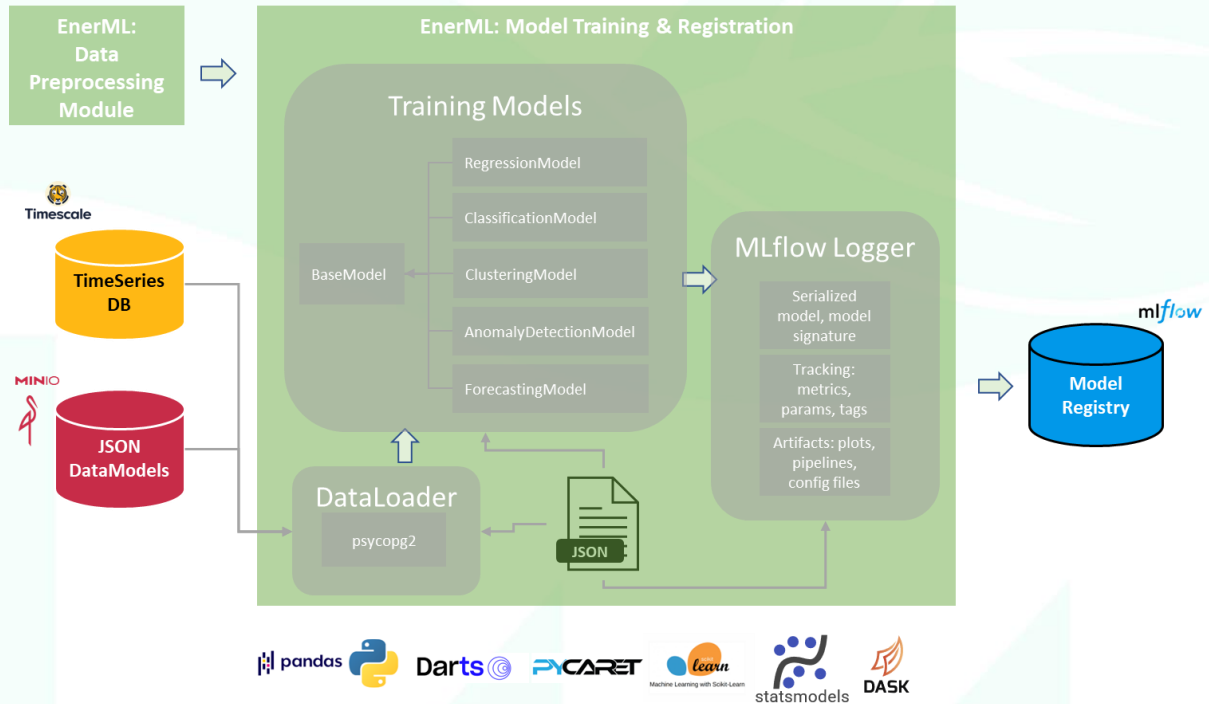 EnerML:
Data
Preprocessing
Module
EnerML: Model Training & Registration
Training Models
RegressionModel
ClassificationModel
BaseModel
ClusteringModel
AnomalyDetectionModel
ForecastingModel
Timescale
TimeSeries
DB
MINIO
JSON
DataModels
DataLoader
psycopg2
JSON
MLflow Logger
Serialized
model, model
signature
Tracking:
metrics,
params, tags
Artifacts: plots,
pipelines,
config files
mlflow
Model
Registry
pandas
Darts
PYCARET
scikit
learn
Machine Learning with Scikit-Learn
statsmodels
DASK